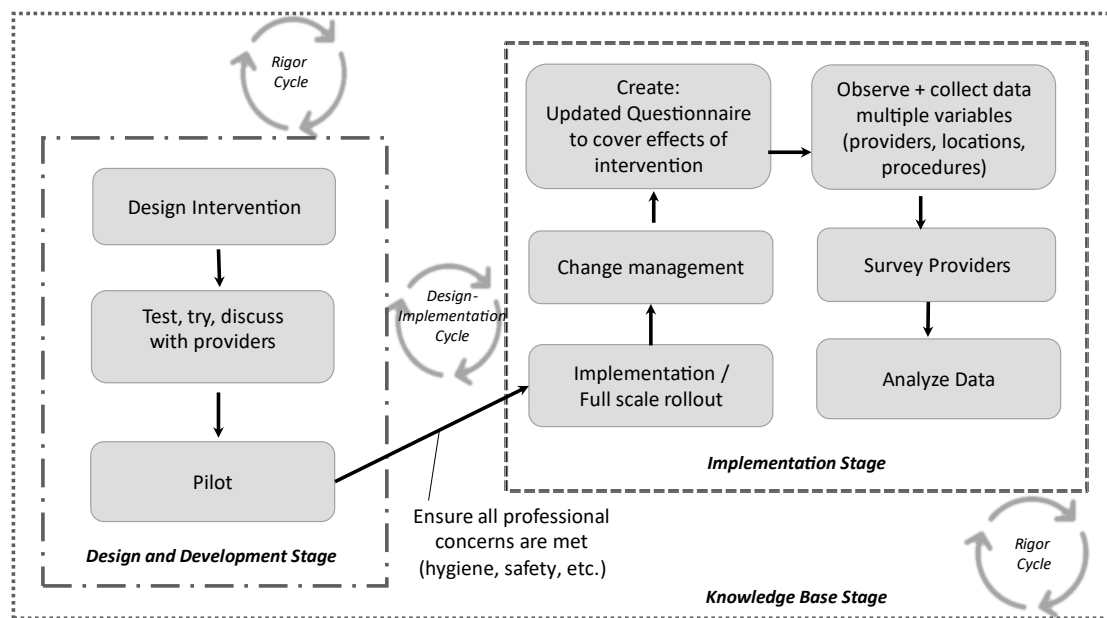 Rigor
Cycle
Design Intervention
Test, try, discuss
with providers
Pilot
Design and Development Stage
Design-
Implementation
Cycle
Ensure all professional
concerns are met
(hygiene, safety, etc.)
Create:
Updated Questionnaire
to cover effects of
intervention
Observe + collect data
multiple variables
(providers, locations,
procedures)
Change management
Survey Providers
Implementation /
Full scale rollout
Analyze Data
Implementation Stage
Rigor
Cycle
Knowledge Base Stage